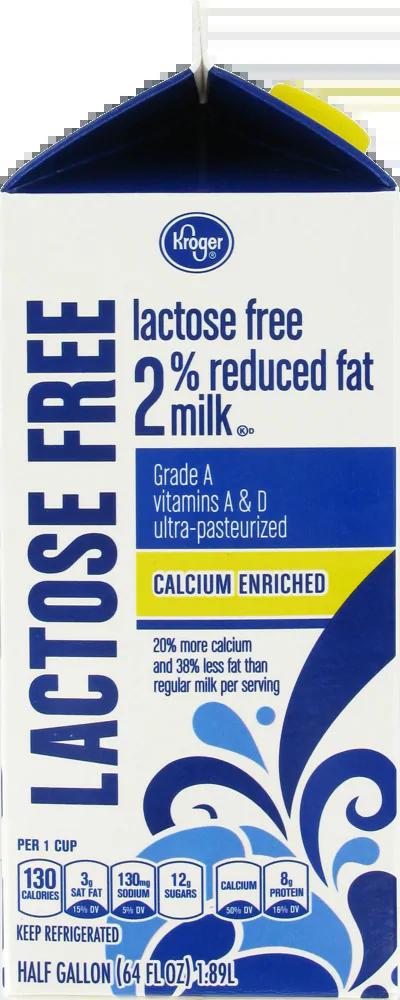 Kröger
LACTOSE FREE
lactose free
2% reduced fat
milk
Grade A
vitamins A & D
ultra-pasteurized
CALCIUM ENRICHED
20% more calcium
and 38% less fat than
regular milk per serving
PER 1 CUP
130 CALORIES
3g SAT FAT 15% DV
130mg SODIUM 5% DV
12g SUGARS
CALCIUM 50% DV
8g PROTEIN 16% DV
KEEP REFRIGERATED
HALF GALLON (64 FL OZ) 1.89L